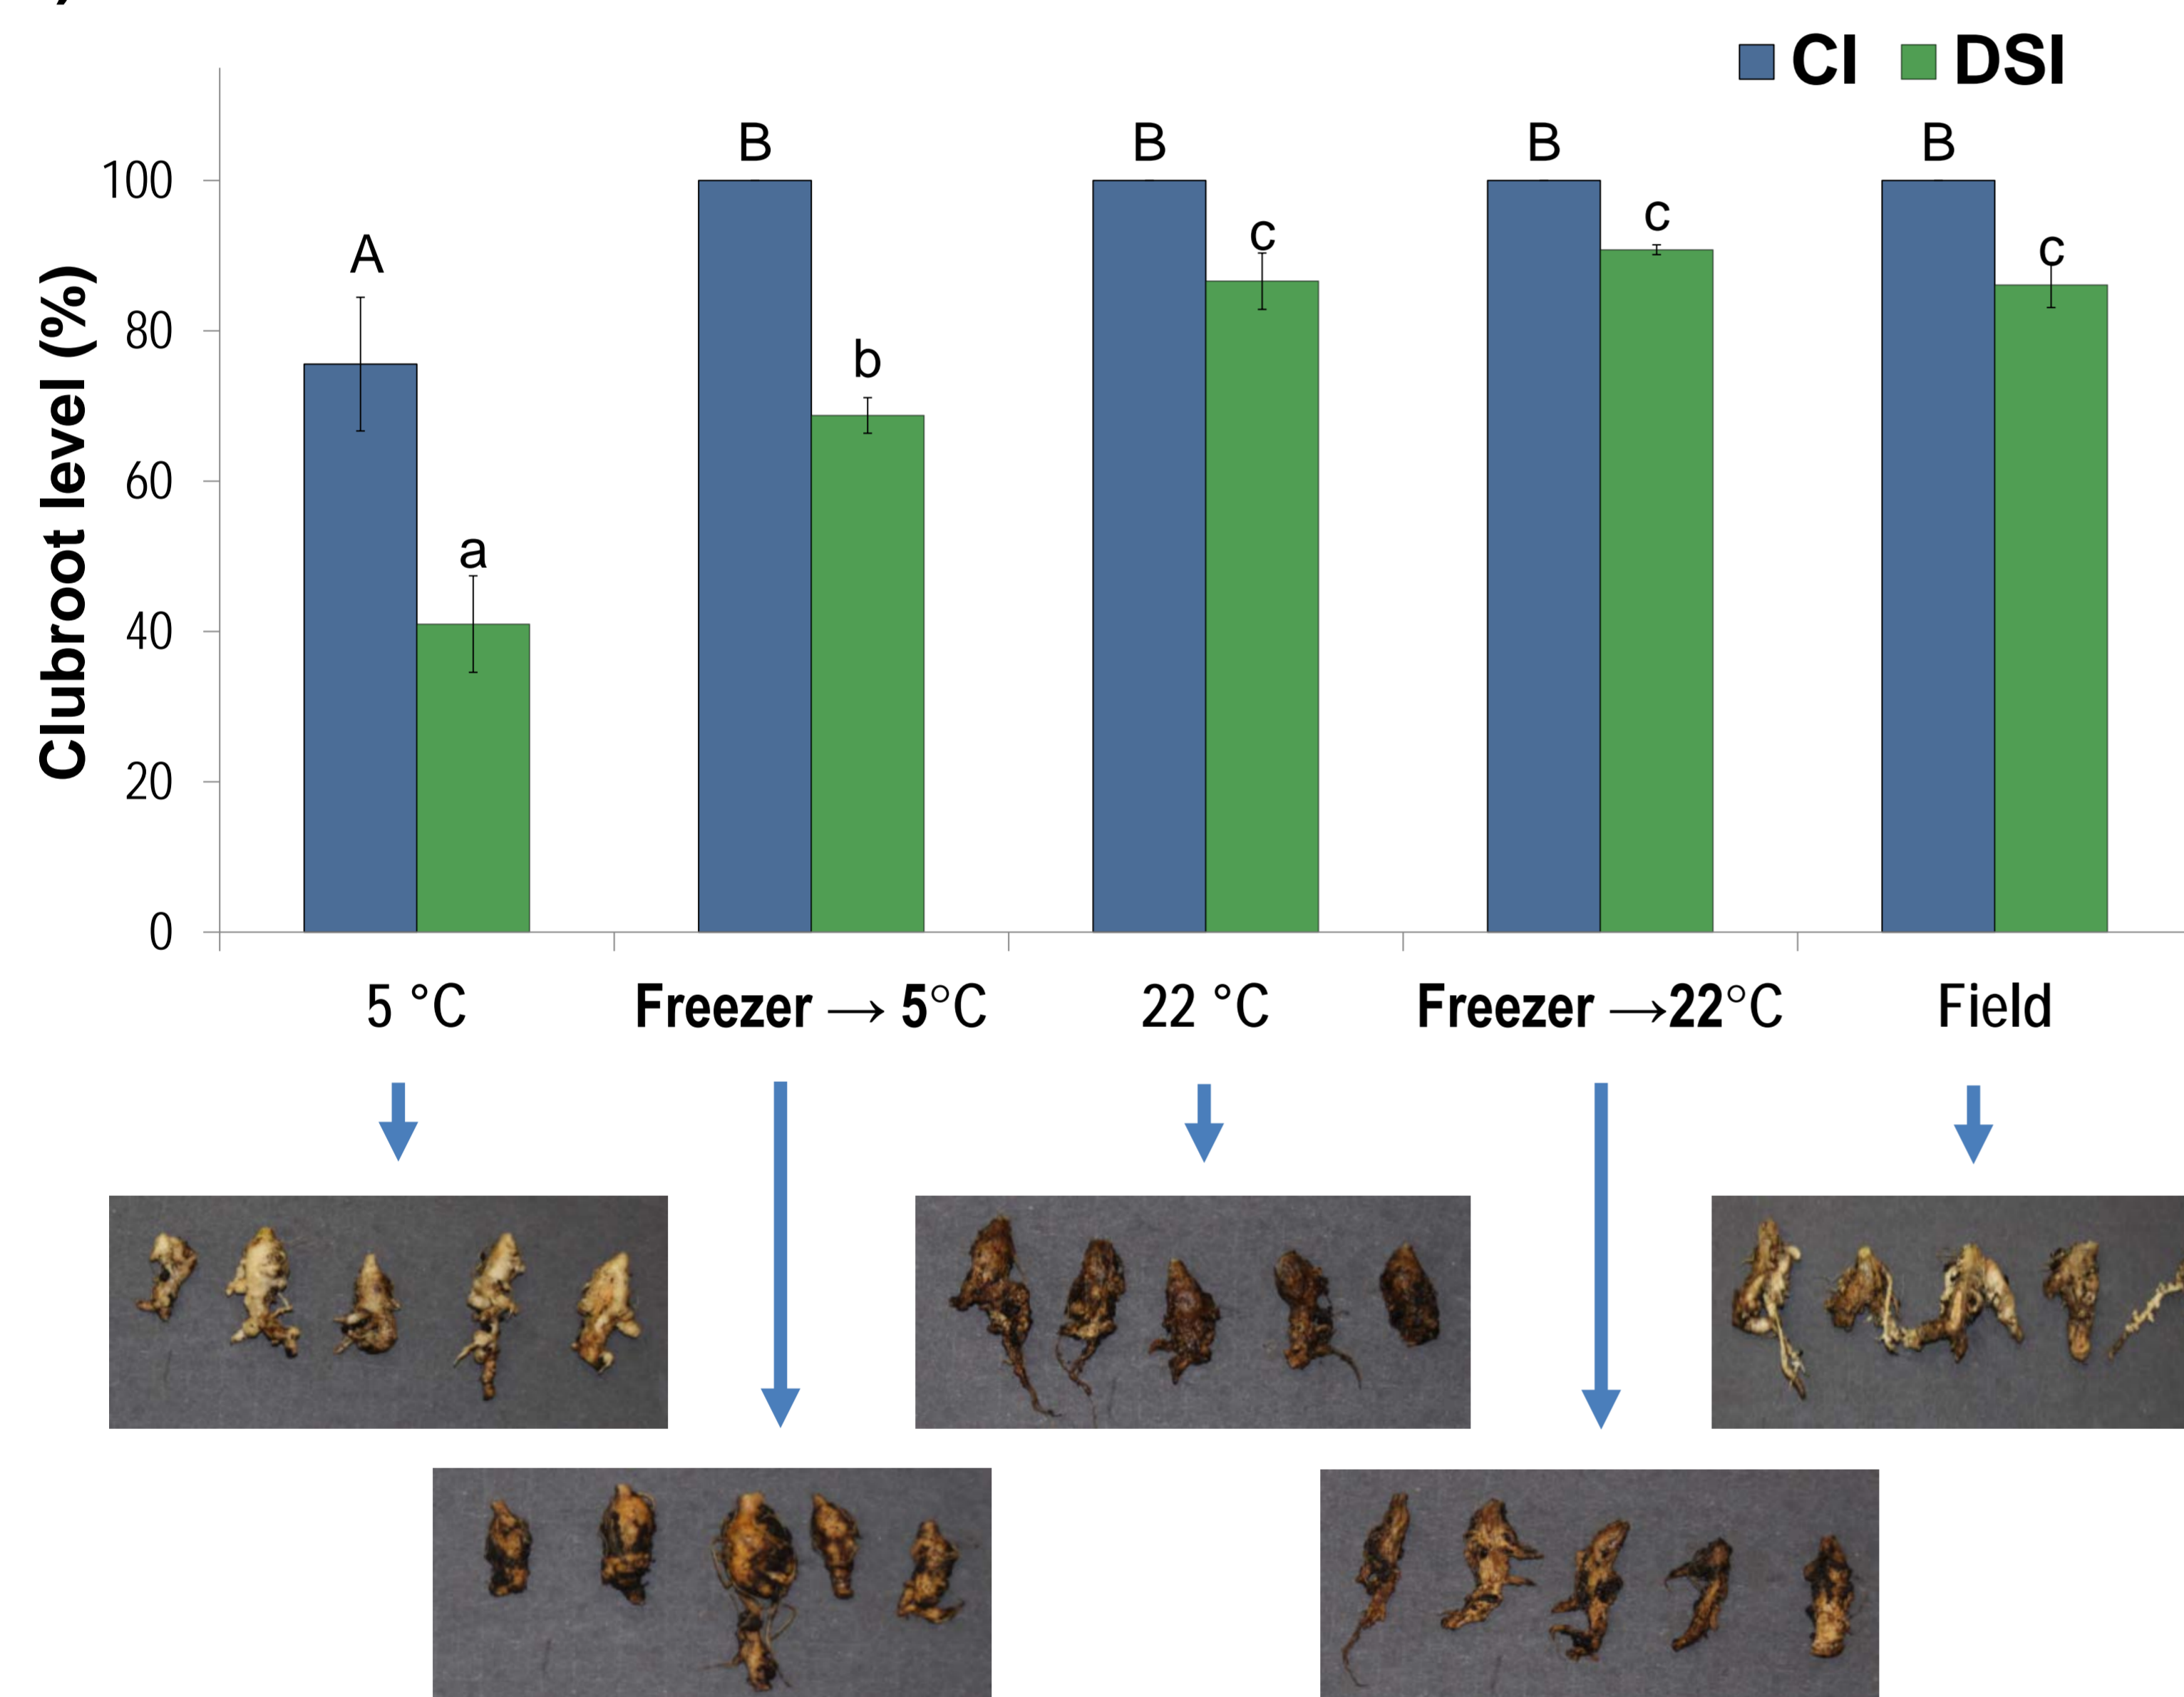 CI DSI
Clubroot level (%)
100
80
60
40
20
0
A
a
B
b
B
c
B
c
B
c
5 °C
Freezer → 5°C
22 °C
Freezer →22°C
Field